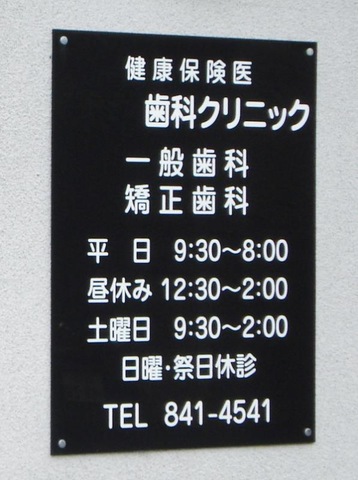 健康保険医
歯科クリニック
一般歯科
矯正歯科
平　日　9:30～8:00
昼休み 12:30～2:00
土曜日　9:30～2:00
日曜・祭日休診
TEL 841-4541